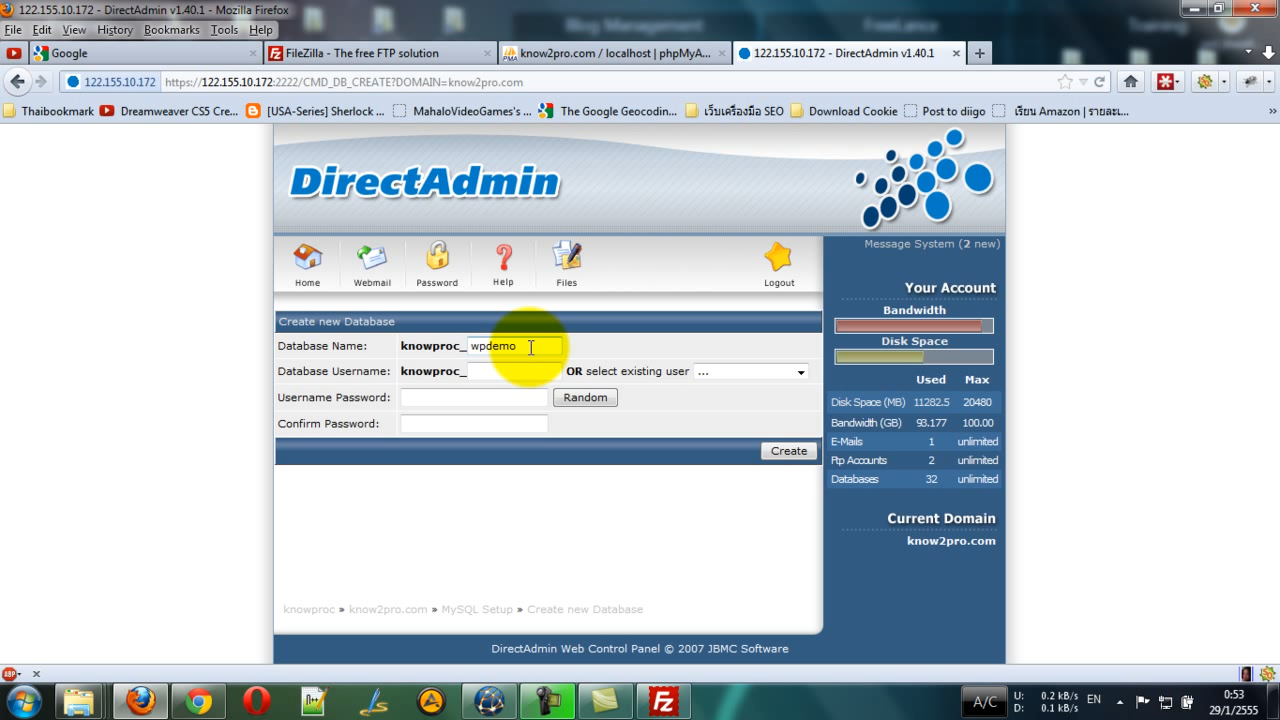 122.155.10.172 - DirectAdmin v1.40.1 - Mozilla Firefox
Blog Management FreeLance Training
File Edit View History Bookmarks Tools Help
Google FileZilla - The free FTP solution know2pro.com / localhost | phpMyA... 122.155.10.172 - DirectAdmin v1.40.1
122.155.10.172 https://122.155.10.172:2222/CMD_DB_CREATE?DOMAIN=know2pro.com
Thaibookmark Dreamweaver CS5 Cre... [USA-Series] Sherlock ... MahaloVideoGames's ... The Google Geocodin... เว็บเครื่องมือ SEO Download Cookie Post to diigo เรียน Amazon | รายละเ...
DirectAdmin
Home Webmail Password Help Files Logout
Message System (2 new)
Your Account
Bandwidth
Disk Space
Used Max
Disk Space (MB) 11282.5 20480
Bandwidth (GB) 93.177 100.00
E-Mails 1 unlimited
Ftp Accounts 2 unlimited
Databases 32 unlimited
Current Domain
know2pro.com
Create new Database
Database Name: knowproc_ wpdemo
Database Username: knowproc_ OR select existing user ...
Username Password: Random
Confirm Password:
Create
knowproc » know2pro.com » MySQL Setup » Create new Database
DirectAdmin Web Control Panel © 2007 JBMC Software
ABP
A/C U: 0.2 kB/s EN 0:53
D: 0.1 kB/s 29/1/2555